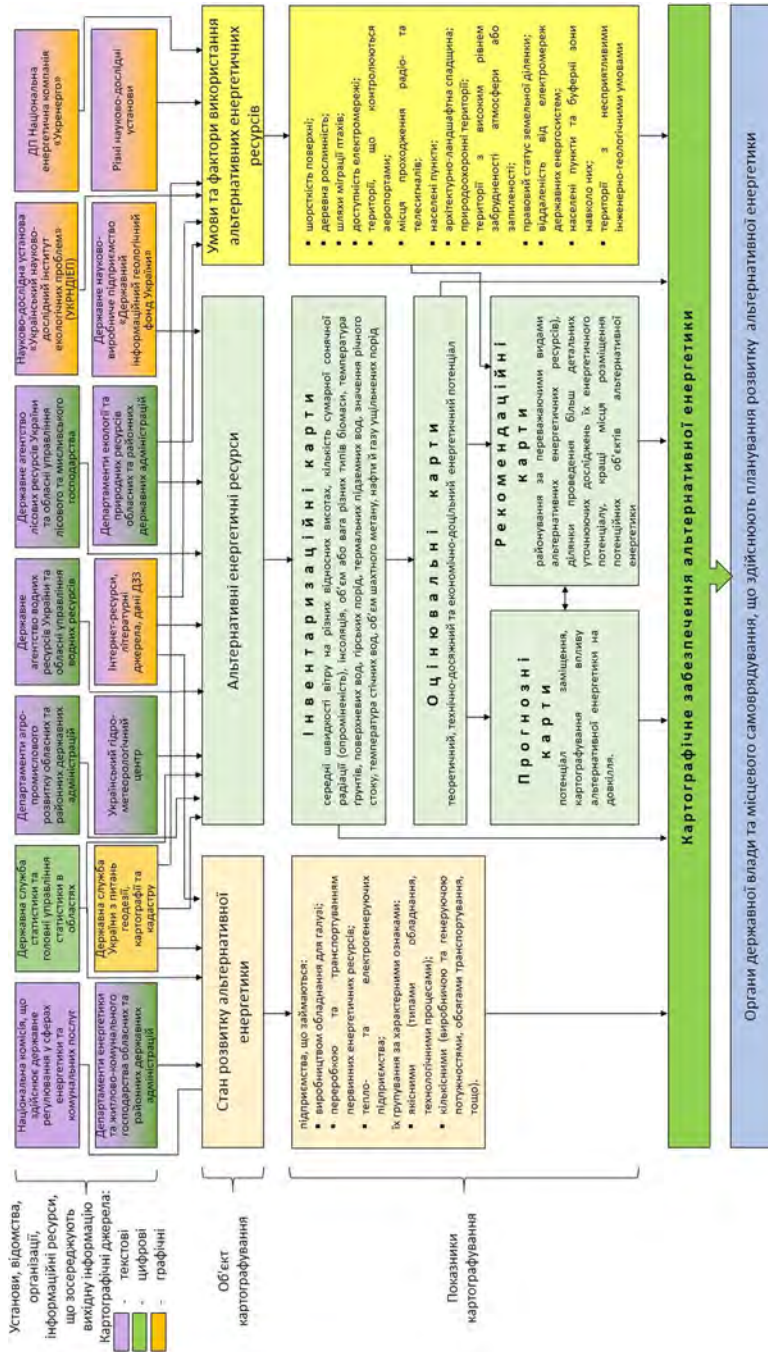 Установи, відомства,
організації,
інформаційні ресурси,
що зосереджують
вихідну інформацію
Картографічні джерела:
- текстові
- цифрові
- графічні
Національна комісія, що
здійснює державне
регулювання у сферах
енергетики та
комунальних послуг
Державна служба
статистики та
головні управління
статистики в
областях
Департаменти агро-
промислового
розвитку обласних та
районних державних
адміністрацій
Державне
агентство водних
ресурсів України та
обласні управління
водних ресурсів
Державне агентство
лісових ресурсів України
та обласні управління
лісового та мисливського
господарства
Науково-дослідна установа
«Український науково-
дослідний інститут
екологічних проблем»
(УКРНДІЕП)
ДП Національна
енергетична компанія
«Укренерго»
Департаменти енергетики
та житлово-комунального
господарства обласних та
районних державних
адміністрацій
Державна служба
України з питань
геодезії,
картографії та
кадастру
Український гідро-
метеорологічний
центр
Інтернет-ресурси,
літературні
джерела, дані ДЗЗ
Департаменти екології та
природних ресурсів
обласних та районних
державних адміністрацій
Державне науково-
виробниче підприємство
«Державний
інформаційний геологічний
фонд України»
Різні науково-дослідні
установи
Об'єкт
картографування
Стан розвитку альтернативної
енергетики
Альтернативні енергетичні ресурси
Умови та фактори використання
альтернативних енергетичних
ресурсів
Показники
картографування
підприємства, що займаються:
▪ виробництвом обладнання для галузі;
▪ переробкою та транспортуванням
первинних енергетичних ресурсів;
▪ тепло- та електрогенеруючих
підприємства;
їх групування за характерними ознаками:
▪ якісними (типами обладнання,
технологічними процесами);
▪ кількісними (виробничою та генеруючою
потужностями, обсягами транспортування,
тощо).
Інвентаризаційні карти
середні швидкості вітру на різних відносних висотах, кількість сумарної сонячної
радіації (опроміненість), інсоляція, об'єм або вага різних типів біомаси, температура
ґрунтів, поверхневих вод, гірських порід, термальних підземних вод, значення річного
стоку, температура стічних вод, об'єм шахтного метану, нафти й газу ущільнених порід
Оцінювальні карти
теоретичний, технічно-досяжний та економічно-доцільний енергетичний потенціал
Прогнозні
карти
потенціал заміщення,
картографування впливу
альтернативної енергетики на
довкілля.
Рекомендаційні
карти
районування за переважаючими видами
альтернативних енергетичних ресурсів),
ділянки проведення більш детальних
уточнюючих досліджень їх енергетичного
потенціалу, кращі місця розміщення
потенційних об'єктів альтернативної
енергетики
▪ шорсткість поверхні;
▪ деревна рослинність;
▪ шляхи міграції птахів;
▪ доступність електромережі;
▪ території, що контролюються
аеропортами;
▪ місця проходження радіо- та
телесигналів;
▪ населені пункти;
▪ архітектурно-ландшафтна спадщина;
▪ природоохоронні території;
▪ території з високим рівнем
забрудненості атмосфери або
запиленості;
▪ правовий статус земельної ділянки;
▪ віддаленість від електромереж
державних енергосистем;
▪ населені пункти та буферні зони
навколо них;
▪ території з несприятливими
інженерно-геологічними умовами
Картографічне забезпечення альтернативної енергетики
Органи державної влади та місцевого самоврядування, що здійснюють планування розвитку альтернативної енергетики